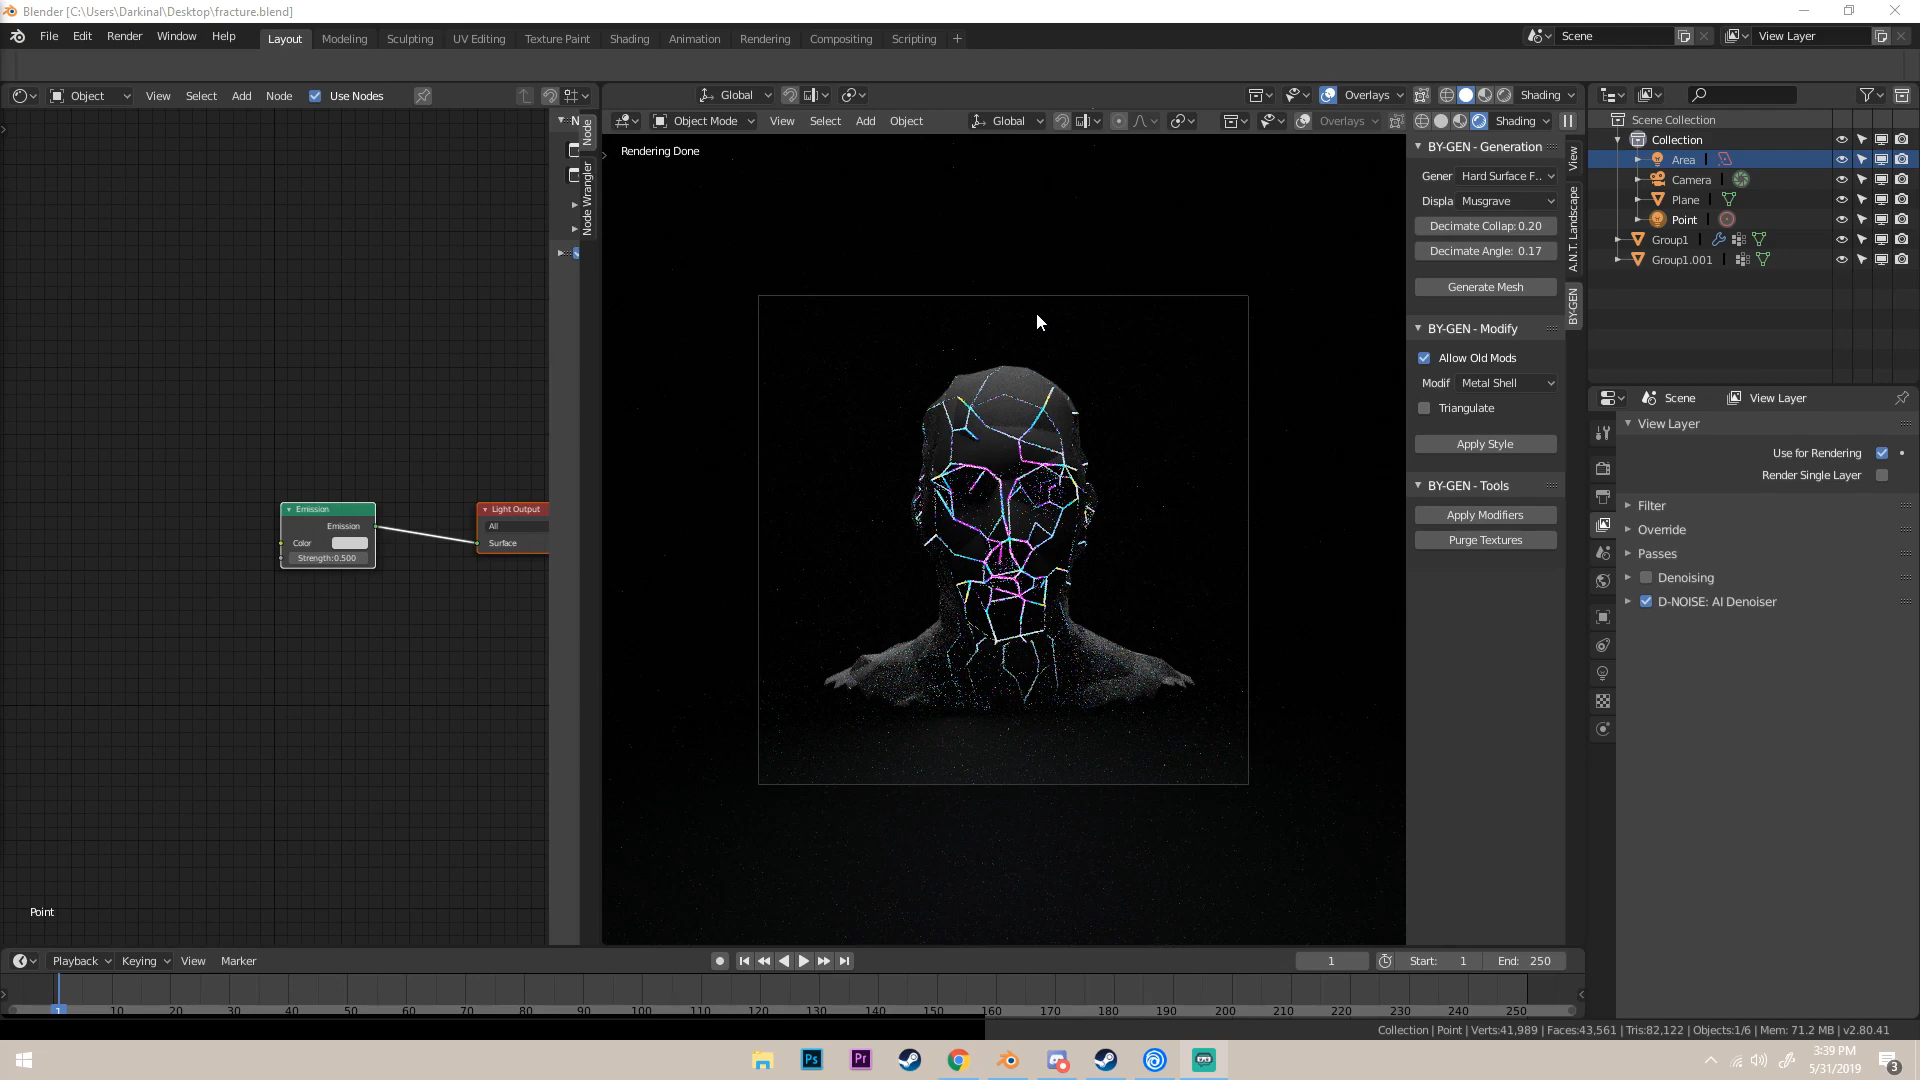 Blender [C:\Users\Darkinal\Desktop\fracture.blend]
File Edit Render Window Help Layout Modeling Sculpting UV Editing Texture Paint Shading Animation Rendering Compositing Scripting + Scene View Layer
Object View Select Add Node Use Nodes Global Overlays Shading
Object Mode View Select Add Object Global Overlays Shading
Rendering Done
Node
Node Wrangler
BY-GEN - Generation
Gener Hard Surface F..
Displa Musgrave
Decimate Collap: 0.20
Decimate Angle: 0.17
Generate Mesh
BY-GEN - Modify
Allow Old Mods
Modif Metal Shell
Triangulate
Apply Style
BY-GEN - Tools
Apply Modifiers
Purge Textures
View
A.N.T. Landscape
BY-GEN
Scene Collection
Collection
Area
Camera
Plane
Point
Group1
Group1.001
Scene View Layer
View Layer
Use for Rendering
Render Single Layer
Filter
Override
Passes
Denoising
D-NOISE: AI Denoiser
Emission
Emission
Color
Strength:0.500
Light Output
All
Surface
Point
Playback Keying View Marker 1 Start: 1 End: 250
1 10 20 30 40 50 60 70 80 90 100 110 120 130 140 150 160 170 180 190 200 210 220 230 240 250
Collection | Point | Verts:41,989 | Faces:43,561 | Tris:82,122 | Objects:1/6 | Mem: 71.2 MB | v2.80.41
Ps Pr
3:39 PM
5/31/2019
3